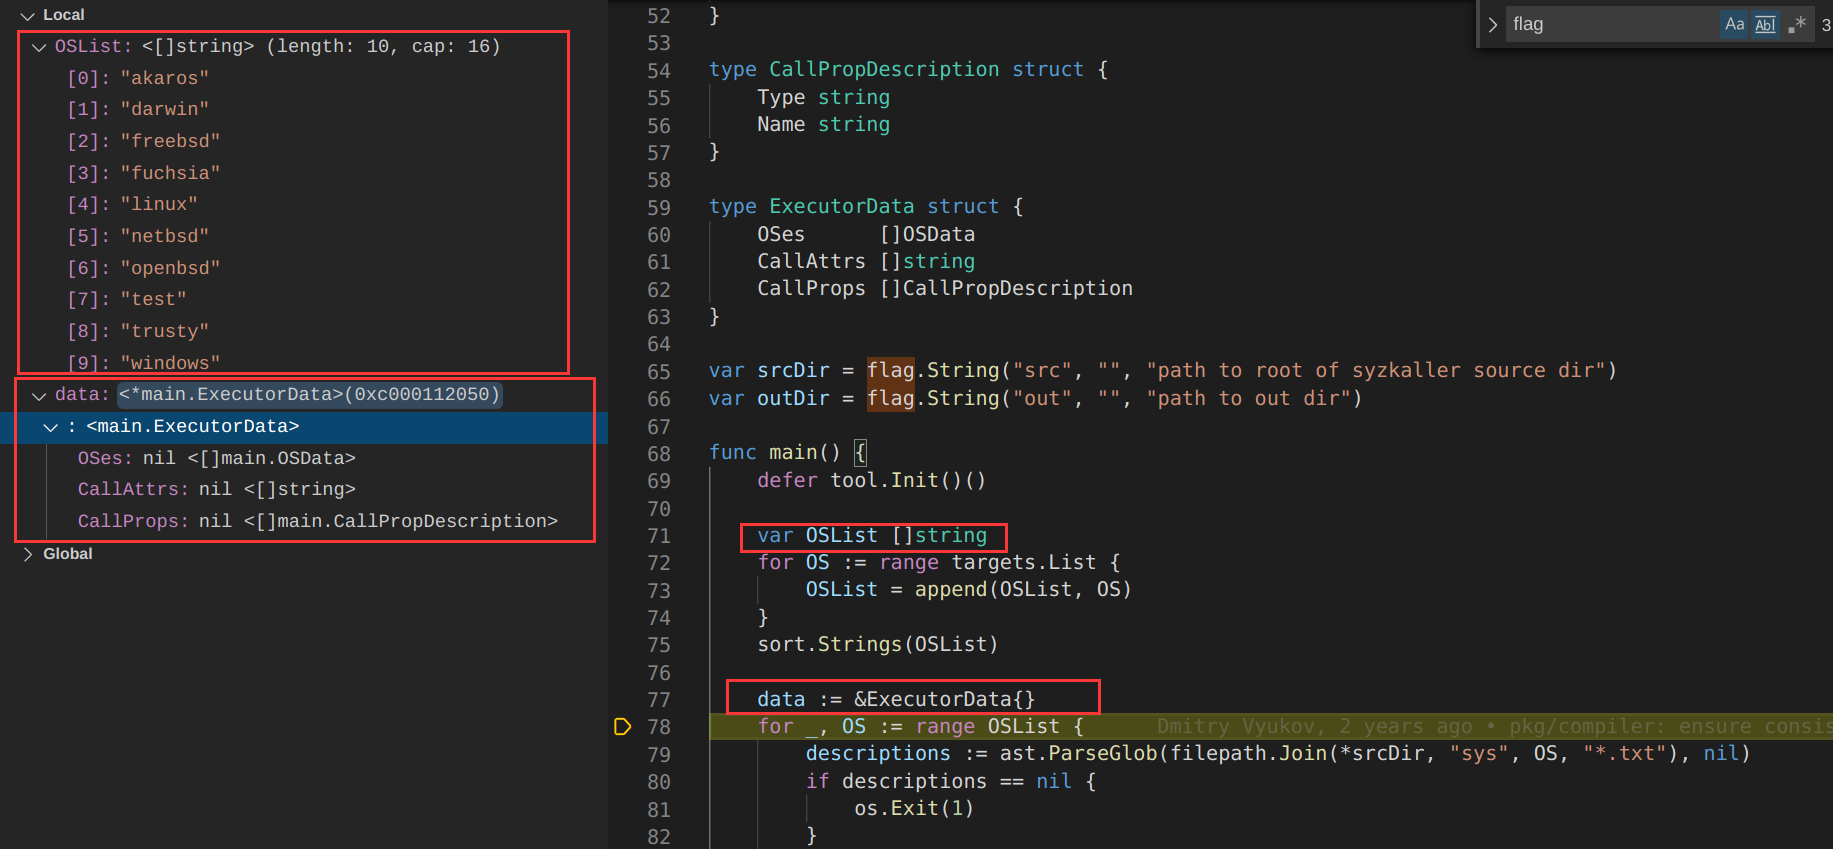 Local
OSList: <[]string> (length: 10, cap: 16)
[0]: "akaros"
[1]: "darwin"
[2]: "freebsd"
[3]: "fuchsia"
[4]: "linux"
[5]: "netbsd"
[6]: "openbsd"
[7]: "test"
[8]: "trusty"
[9]: "windows"
data: <*main.ExecutorData>(0xc000112050)
: <main.ExecutorData>
OSes: nil <[]main.OSData>
CallAttrs: nil <[]string>
CallProps: nil <[]main.CallPropDescription>
Global
flag Aa Abl .* 3
52 }
53
54 type CallPropDescription struct {
55 Type string
56 Name string
57 }
58
59 type ExecutorData struct {
60 OSes []OSData
61 CallAttrs []string
62 CallProps []CallPropDescription
63 }
64
65 var srcDir = flag.String("src", "", "path to root of syzkaller source dir")
66 var outDir = flag.String("out", "", "path to out dir")
67
68 func main() {
69 defer tool.Init()()
70
71 var OSList []string
72 for OS := range targets.List {
73 OSList = append(OSList, OS)
74 }
75 sort.Strings(OSList)
76
77 data := &ExecutorData{}
78 for _, OS := range OSList { Dmitry Vyukov, 2 years ago • pkg/compiler: ensure consis
79 descriptions := ast.ParseGlob(filepath.Join(*srcDir, "sys", OS, "*.txt"), nil)
80 if descriptions == nil {
81 os.Exit(1)
82 }